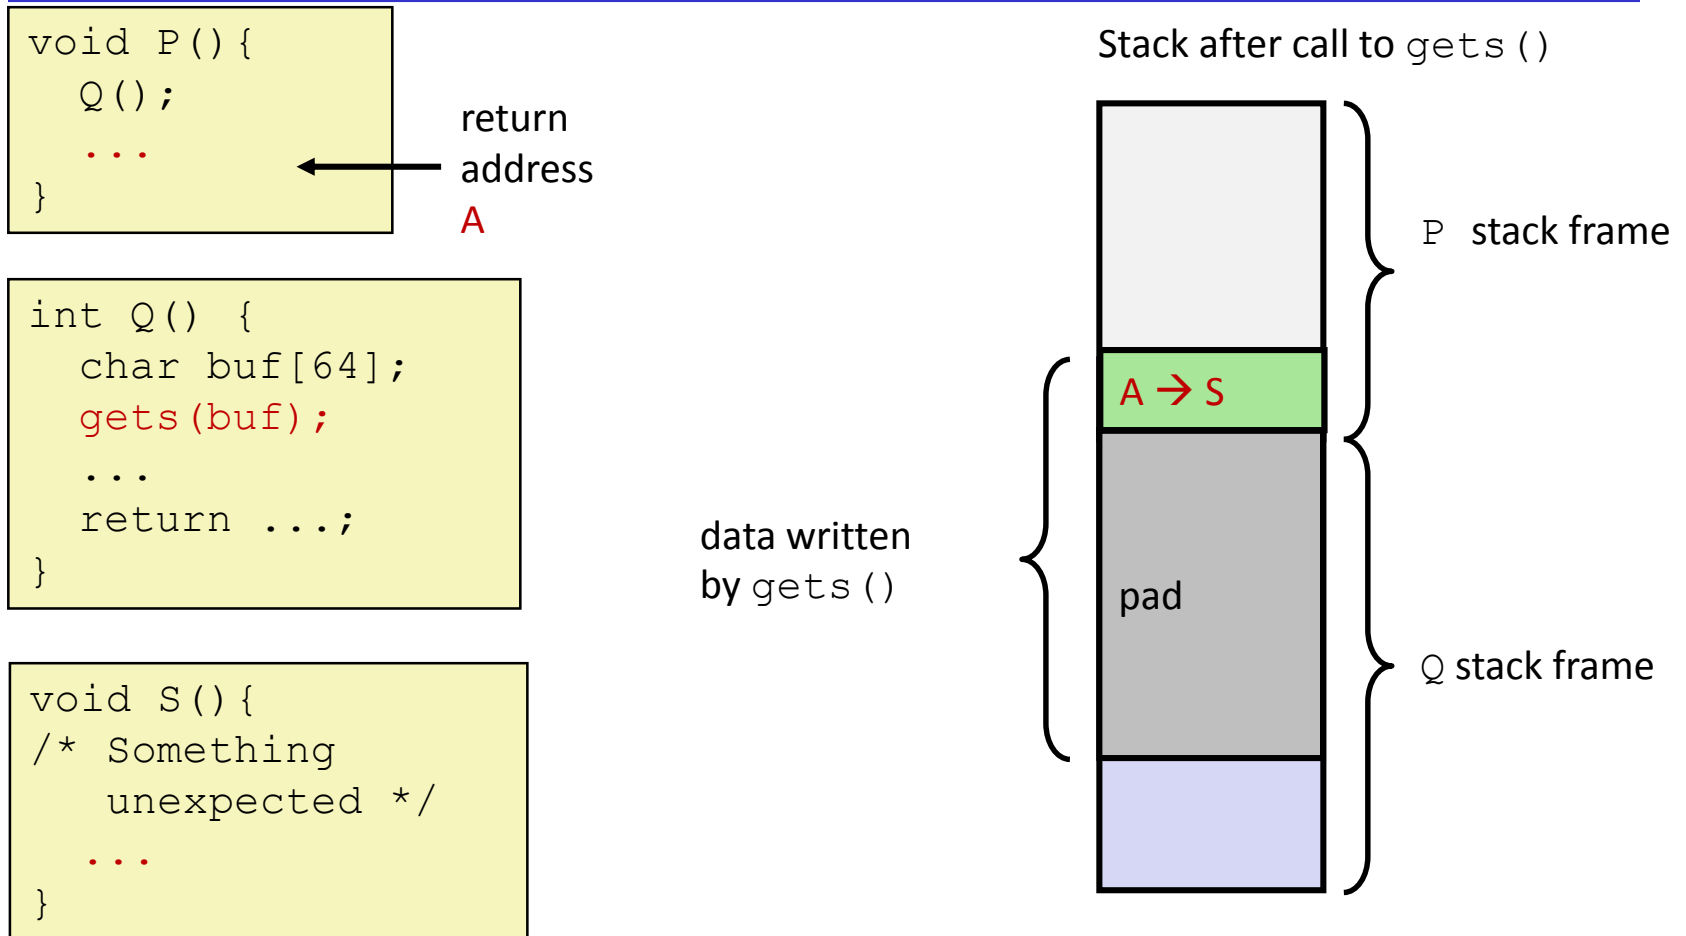 void P(){
  Q();
  ...
}
return
address
A
int Q() {
  char buf[64];
  gets(buf);
  ...
  return ...;
}
void S(){
/* Something
   unexpected */
  ...
}
Stack after call to gets()
P stack frame
A → S
data written
by gets()
pad
Q stack frame